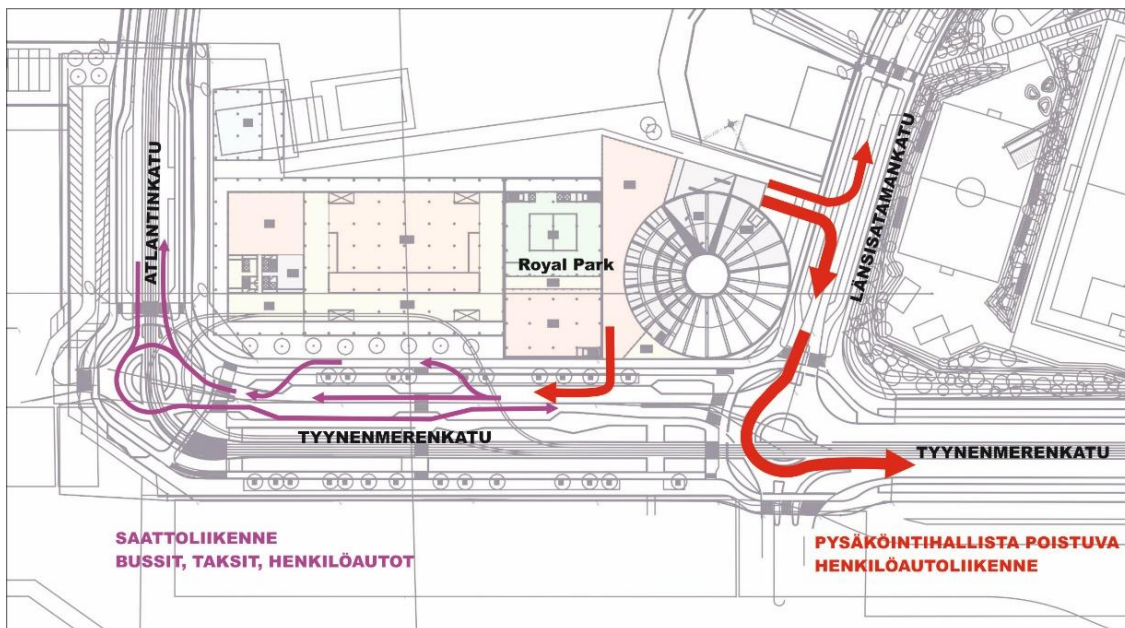 ATLANTINKATU
LÄNSISATAMANKATU
Royal Park
TYYNENMERENKATU
TYYNENMERENKATU
SAATTOLIIKENNE
BUSSIT, TAKSIT, HENKILÖAUTOT
PYSÄKÖINTIHALLISTA POISTUVA
HENKILÖAUTOLIIKENNE